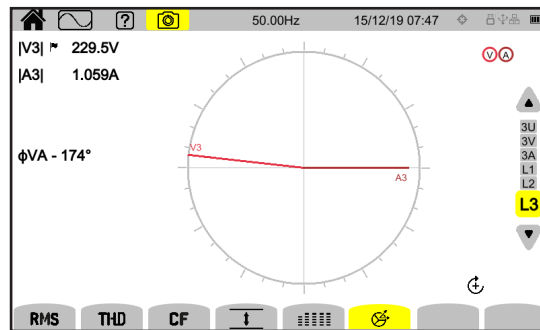 ?
50.00Hz 15/12/19 07:47
|V3| 229.5V
|A3| 1.059A
V A
ϕVA - 174°
V3
A3
3U
3V
3A
L1
L2
L3
RMS THD CF